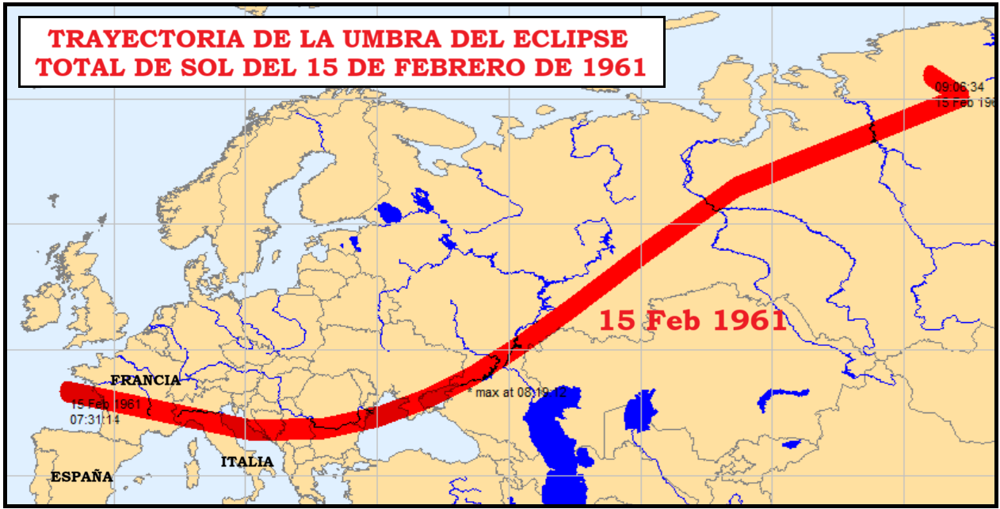 TRAYECTORIA DE LA UMBRA DEL ECLIPSE
TOTAL DE SOL DEL 15 DE FEBRERO DE 1961
09:06:34
15 Feb 196
15 Feb 1961
FRANCIA
* max at 08:19:12
15 Feb 1961
07:31:14
ITALIA
ESPAÑA